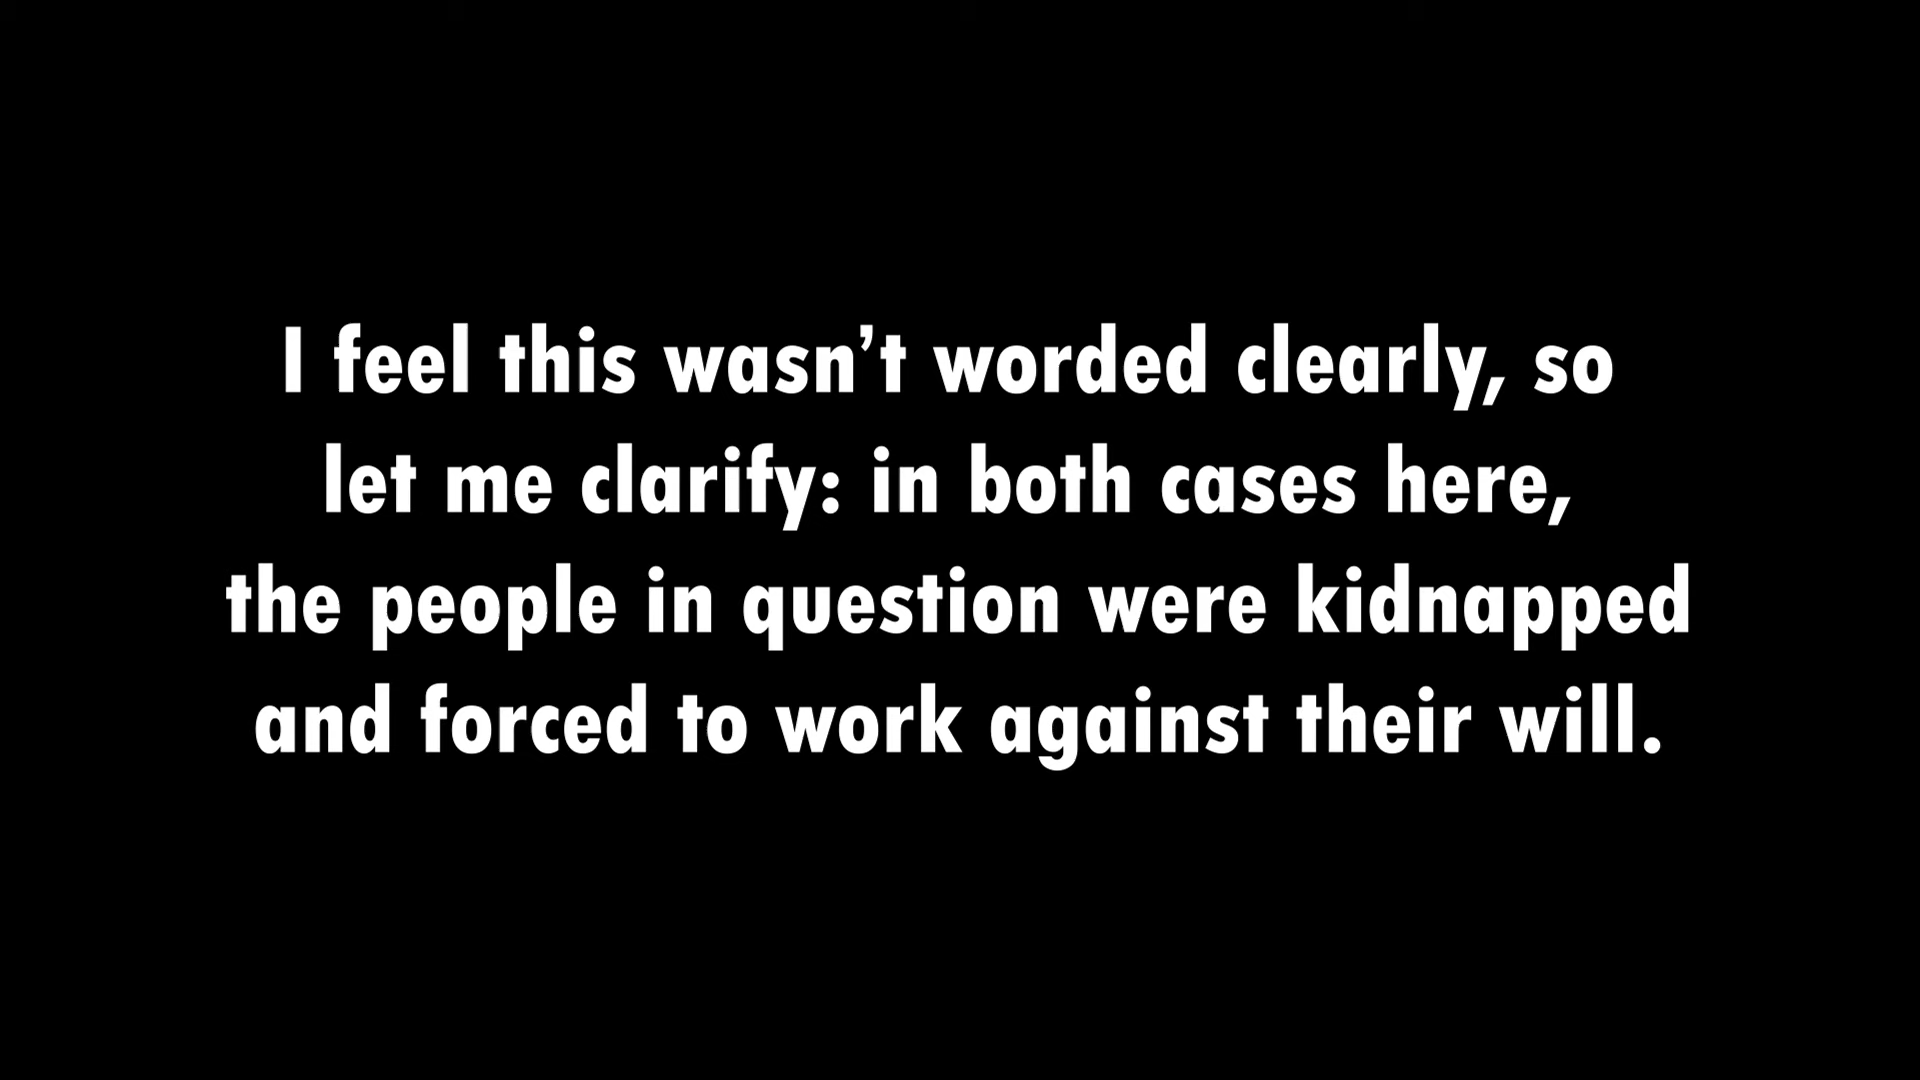 I feel this wasn’t worded clearly, so
let me clarify: in both cases here,
the people in question were kidnapped
and forced to work against their will.